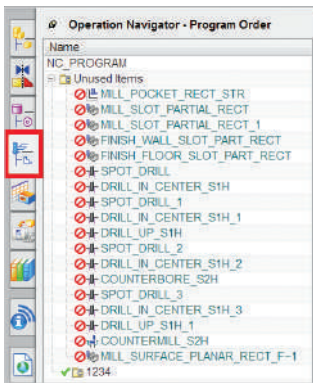 Operation Navigator - Program Order
Name
NC_PROGRAM
Unused Items
MILL_POCKET_RECT_STR
MILL_SLOT_PARTIAL_RECT
MILL_SLOT_PARTIAL_RECT_1
FINISH_WALL_SLOT_PART_RECT
FINISH_FLOOR_SLOT_PART_RECT
SPOT_DRILL
DRILL_IN_CENTER_S1H
SPOT_DRILL_1
DRILL_IN_CENTER_S1H_1
DRILL_UP_S1H
SPOT_DRILL_2
DRILL_IN_CENTER_S1H_2
COUNTERBORE_S2H
SPOT_DRILL_3
DRILL_IN_CENTER_S1H_3
DRILL_UP_S1H_1
COUNTERMILL_S2H
MILL_SURFACE_PLANAR_RECT_F-1
1234